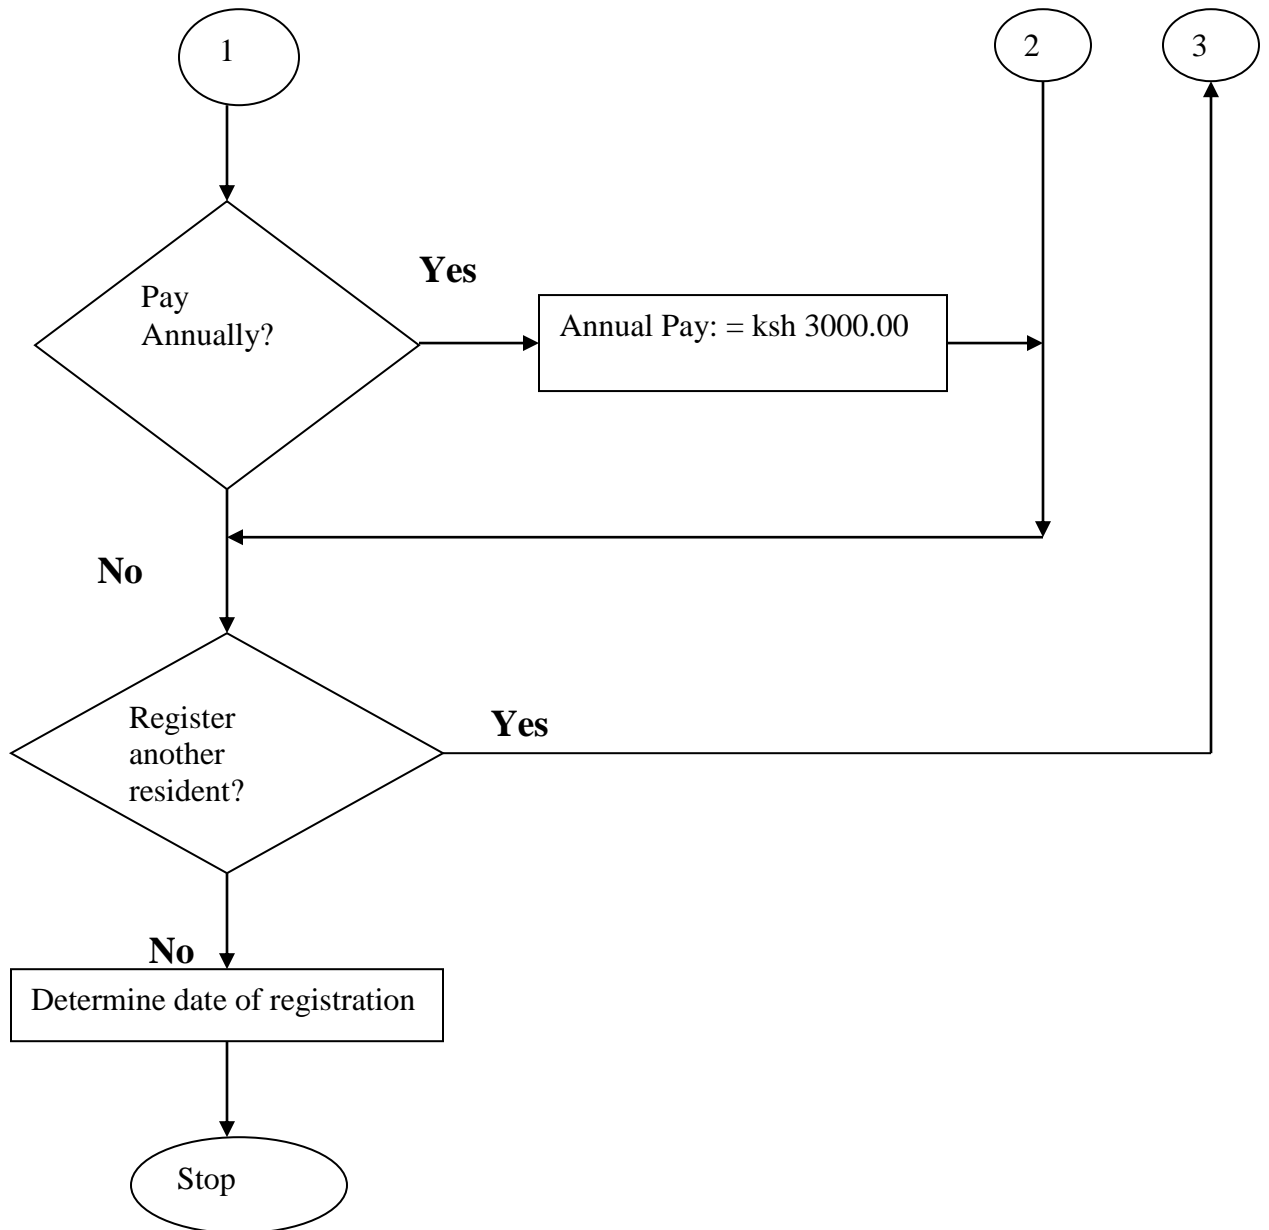 1
2
3
Yes
Pay
Annually?
Annual Pay: = ksh 3000.00
No
Register
another
resident?
Yes
No
Determine date of registration
Stop